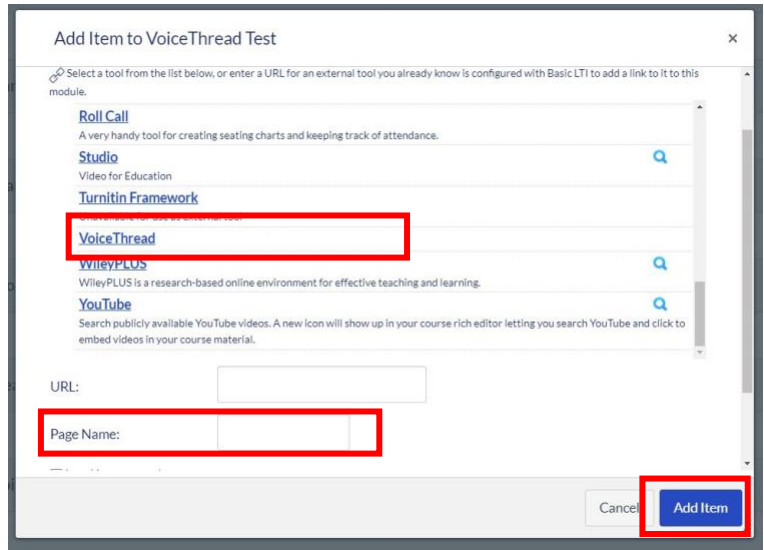 Add Item to VoiceThread Test
×
Select a tool from the list below, or enter a URL for an external tool you already know is configured with Basic LTI to add a link to it to this
module.
Roll Call
A very handy tool for creating seating charts and keeping track of attendance.
Studio
Video for Education
Turnitin Framework
VoiceThread
WileyPLUS
WileyPLUS is a research-based online environment for effective teaching and learning.
YouTube
Search publicly available YouTube videos. A new icon will show up in your course rich editor letting you search YouTube and click to
embed videos in your course material.
URL:
Page Name:
Cancel
Add Item